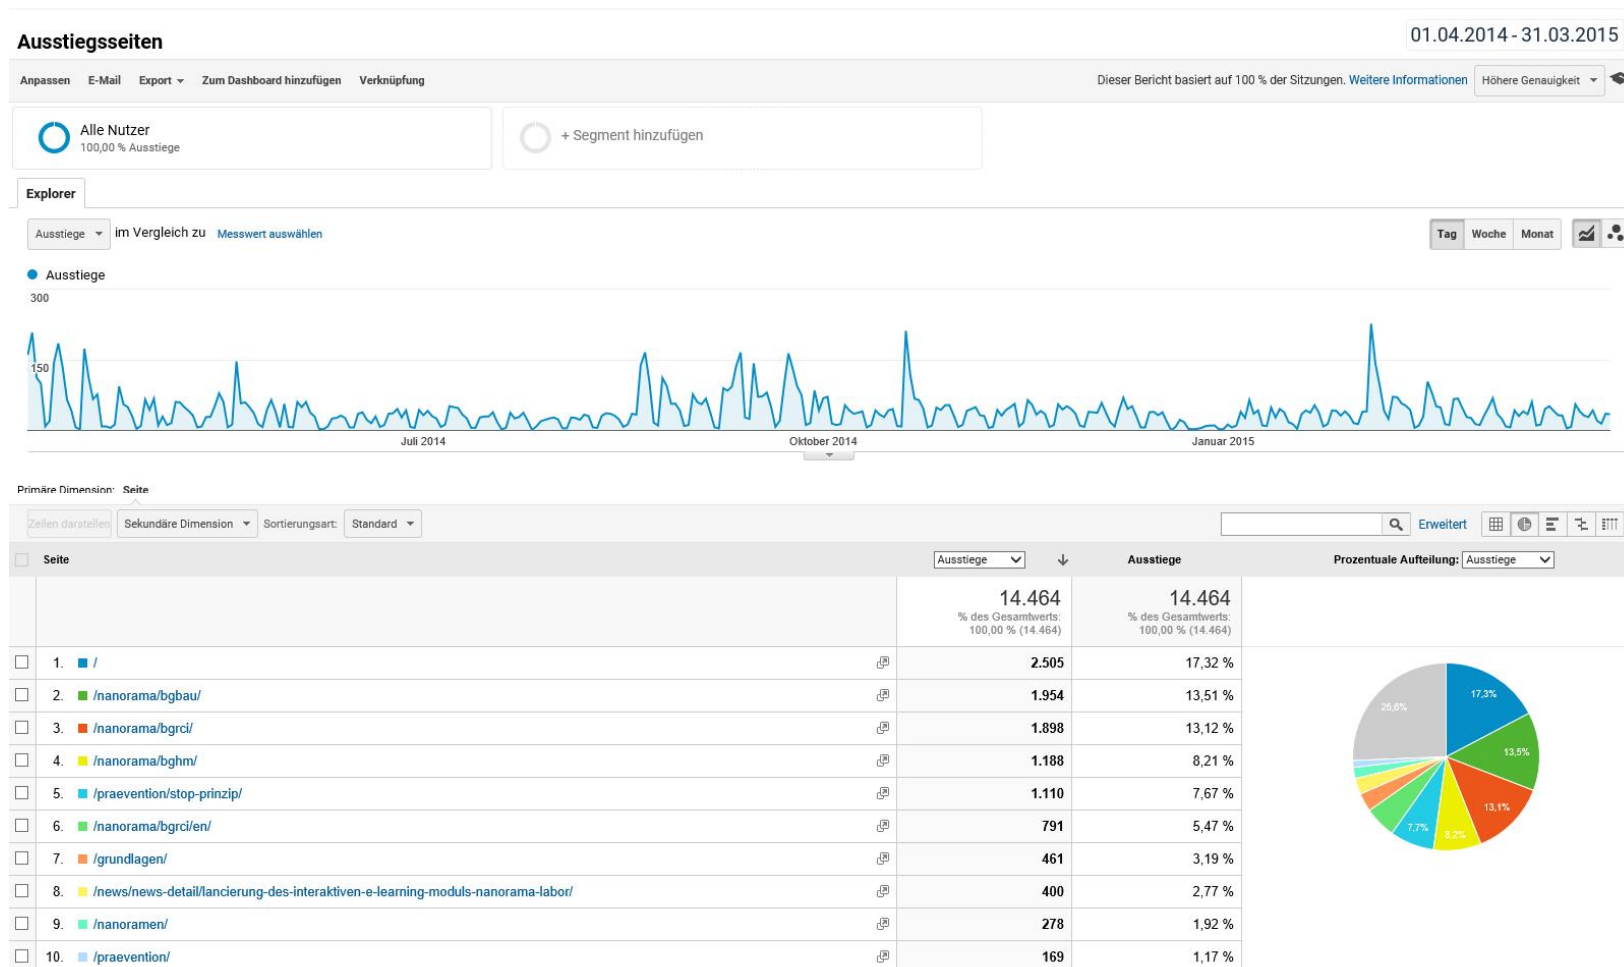 Ausstiegsseiten
01.04.2014 - 31.03.2015
Anpassen E-Mail Export Zum Dashboard hinzufügen Verknüpfung
Dieser Bericht basiert auf 100 % der Sitzungen. Weitere Informationen Höhere Genauigkeit
Alle Nutzer
100,00 % Ausstiege
+ Segment hinzufügen
Explorer
Ausstiege im Vergleich zu Messwert auswählen
Tag Woche Monat
Ausstiege
300
150
Juli 2014 Oktober 2014 Januar 2015
Primäre Dimension: Seite
Zeilen darstellen Sekundäre Dimension Sortierungsart: Standard
Erweitert
Seite Ausstiege Ausstiege Prozentuale Aufteilung: Ausstiege
14.464 14.464
% des Gesamtwerts: % des Gesamtwerts:
100,00 % (14.464) 100,00 % (14.464)
1. / 2.505 17,32 %
2. /nanorama/bgbau/ 1.954 13,51 %
3. /nanorama/bgrci/ 1.898 13,12 %
4. /nanorama/bghm/ 1.188 8,21 %
5. /praevention/stop-prinzip/ 1.110 7,67 %
6. /nanorama/bgrci/en/ 791 5,47 %
7. /grundlagen/ 461 3,19 %
8. /news/news-detail/lancierung-des-interaktiven-e-learning-moduls-nanorama-labor/ 400 2,77 %
9. /nanoramen/ 278 1,92 %
10. /praevention/ 169 1,17 %
17,3%
25,6%
13,5%
13,1%
7,7%
8,2%